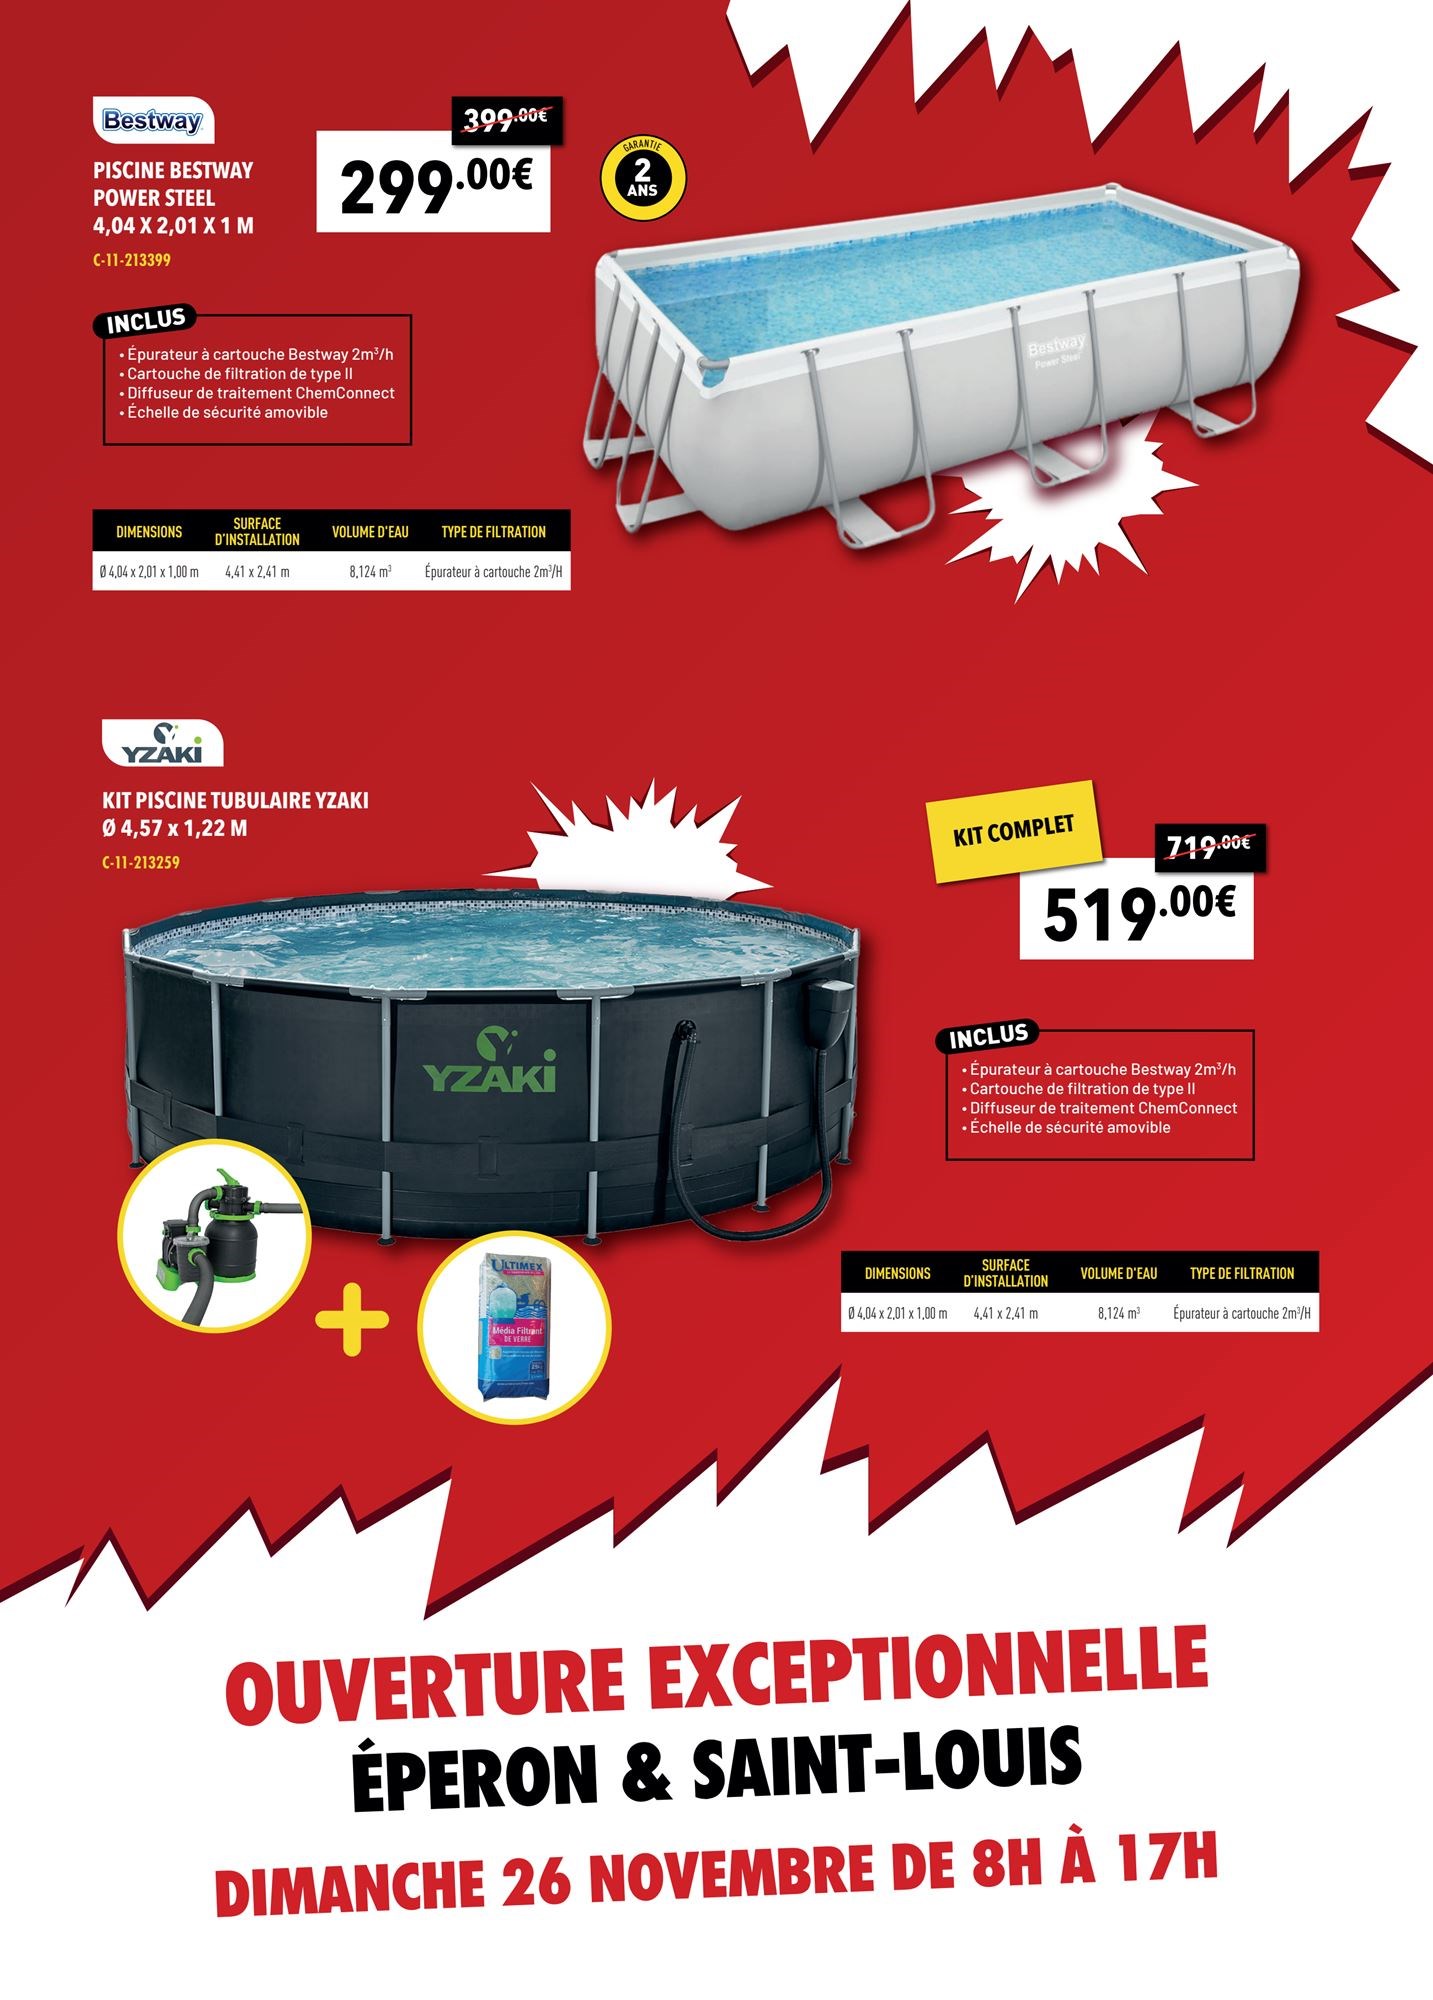 Bestway
PISCINE BESTWAY
POWER STEEL
4,04 X 2,01 X 1 M
C-11-213399
399.00€
299.00€
GARANTIE
2
ANS
Bestway
Power Steel
INCLUS
• Épurateur à cartouche Bestway 2m³/h
• Cartouche de filtration de type II
• Diffuseur de traitement ChemConnect
• Échelle de sécurité amovible
DIMENSIONS SURFACE D'INSTALLATION VOLUME D'EAU TYPE DE FILTRATION
Ø 4,04 x 2,01 x 1,00 m 4,41 x 2,41 m 8,124 m³ Épurateur à cartouche 2m³/H
YZAKi
KIT PISCINE TUBULAIRE YZAKI
Ø 4,57 x 1,22 M
C-11-213259
KIT COMPLET
719.00€
519.00€
YZAKi
INCLUS
• Épurateur à cartouche Bestway 2m³/h
• Cartouche de filtration de type II
• Diffuseur de traitement ChemConnect
• Échelle de sécurité amovible
+
ULTIMEX
Média Filtrant
DE VERRE
DIMENSIONS SURFACE D'INSTALLATION VOLUME D'EAU TYPE DE FILTRATION
Ø 4,04 x 2,01 x 1,00 m 4,41 x 2,41 m 8,124 m³ Épurateur à cartouche 2m³/H
OUVERTURE EXCEPTIONNELLE
ÉPERON & SAINT-LOUIS
DIMANCHE 26 NOVEMBRE DE 8H À 17H